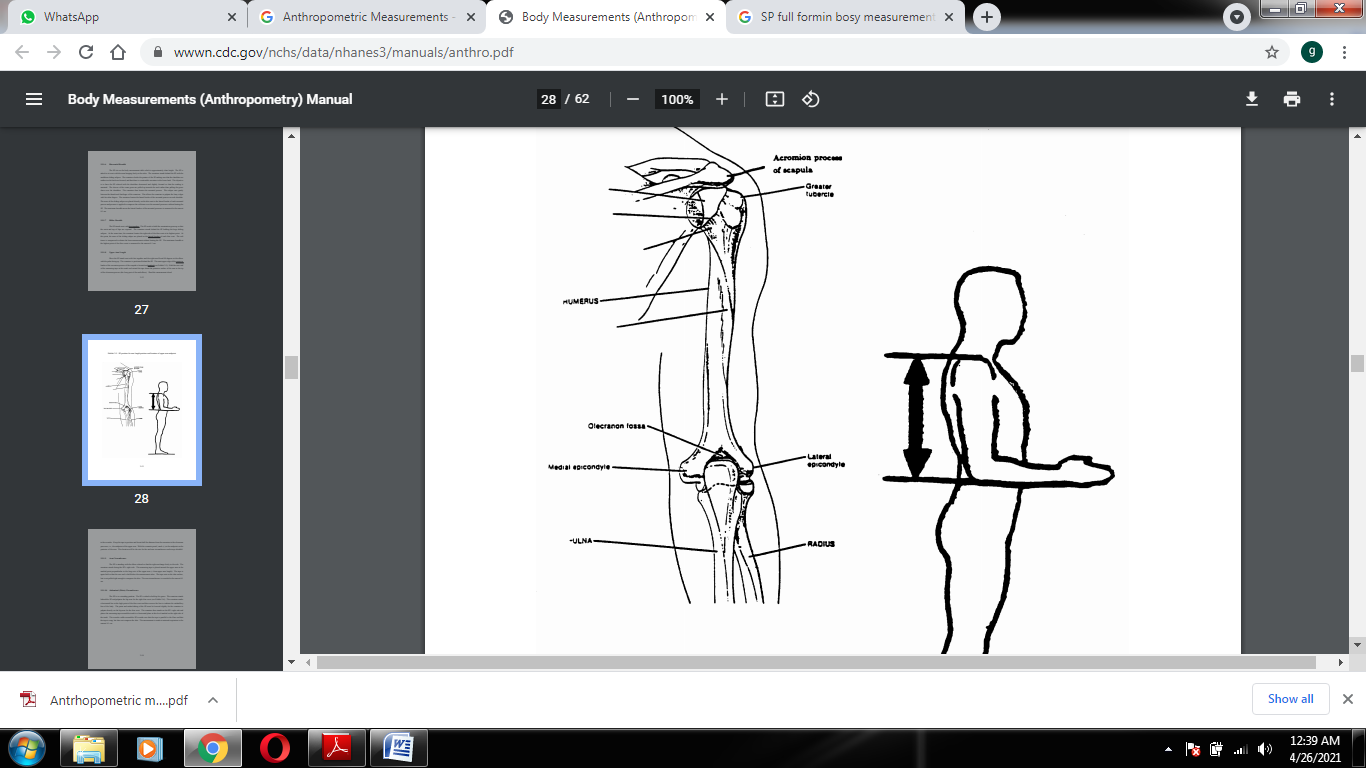 WhatsApp
Anthropometric Measurements -
Body Measurements (Anthropom
SP full formin bosy measurement
wwwn.cdc.gov/nchs/data/nhanes3/manuals/anthro.pdf
g
Body Measurements (Anthropometry) Manual
28 / 62
100%
27
28
Acromion process
of scapula
Greater
tubercle
HUMERUS
Olecranon fossa
Medial epicondyle
Lateral
epicondyle
ULNA
RADIUS
Antrhopometric m....pdf
Show all
12:39 AM
4/26/2021